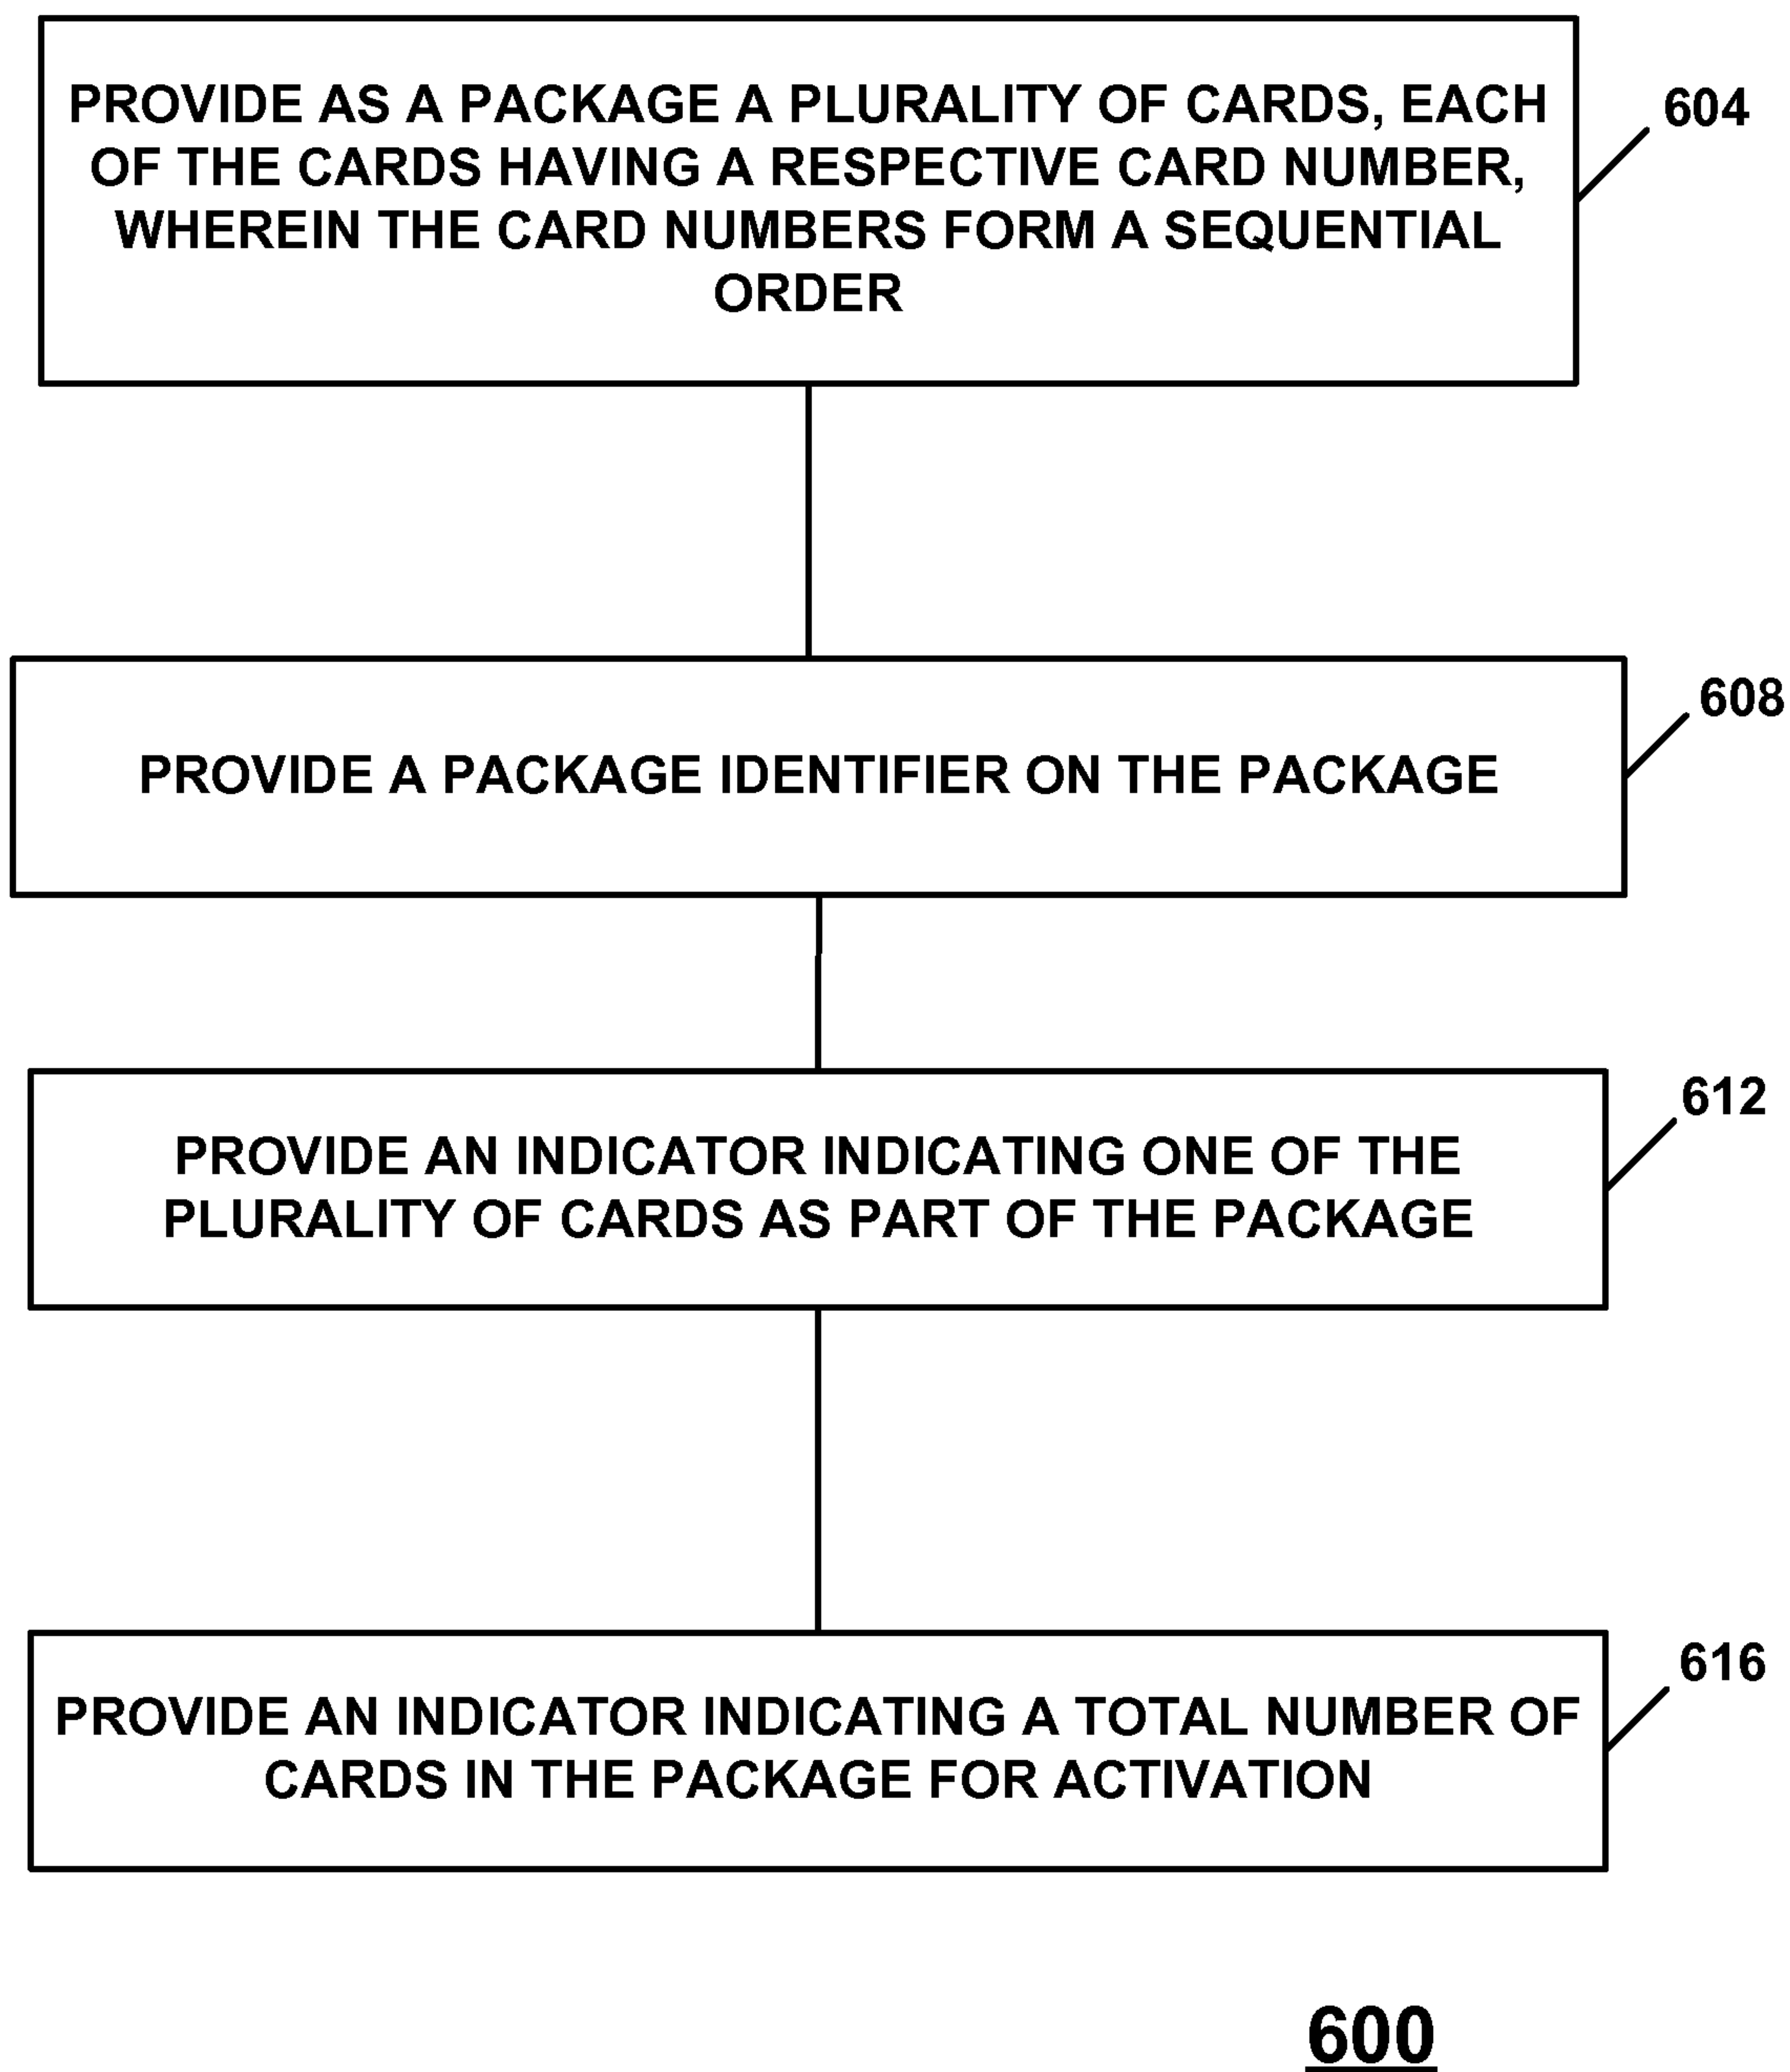 PROVIDE AS A PACKAGE A PLURALITY OF CARDS, EACH
OF THE CARDS HAVING A RESPECTIVE CARD NUMBER,
WHEREIN THE CARD NUMBERS FORM A SEQUENTIAL
ORDER
604
PROVIDE A PACKAGE IDENTIFIER ON THE PACKAGE
608
PROVIDE AN INDICATOR INDICATING ONE OF THE
PLURALITY OF CARDS AS PART OF THE PACKAGE
612
PROVIDE AN INDICATOR INDICATING A TOTAL NUMBER OF
CARDS IN THE PACKAGE FOR ACTIVATION
616
600